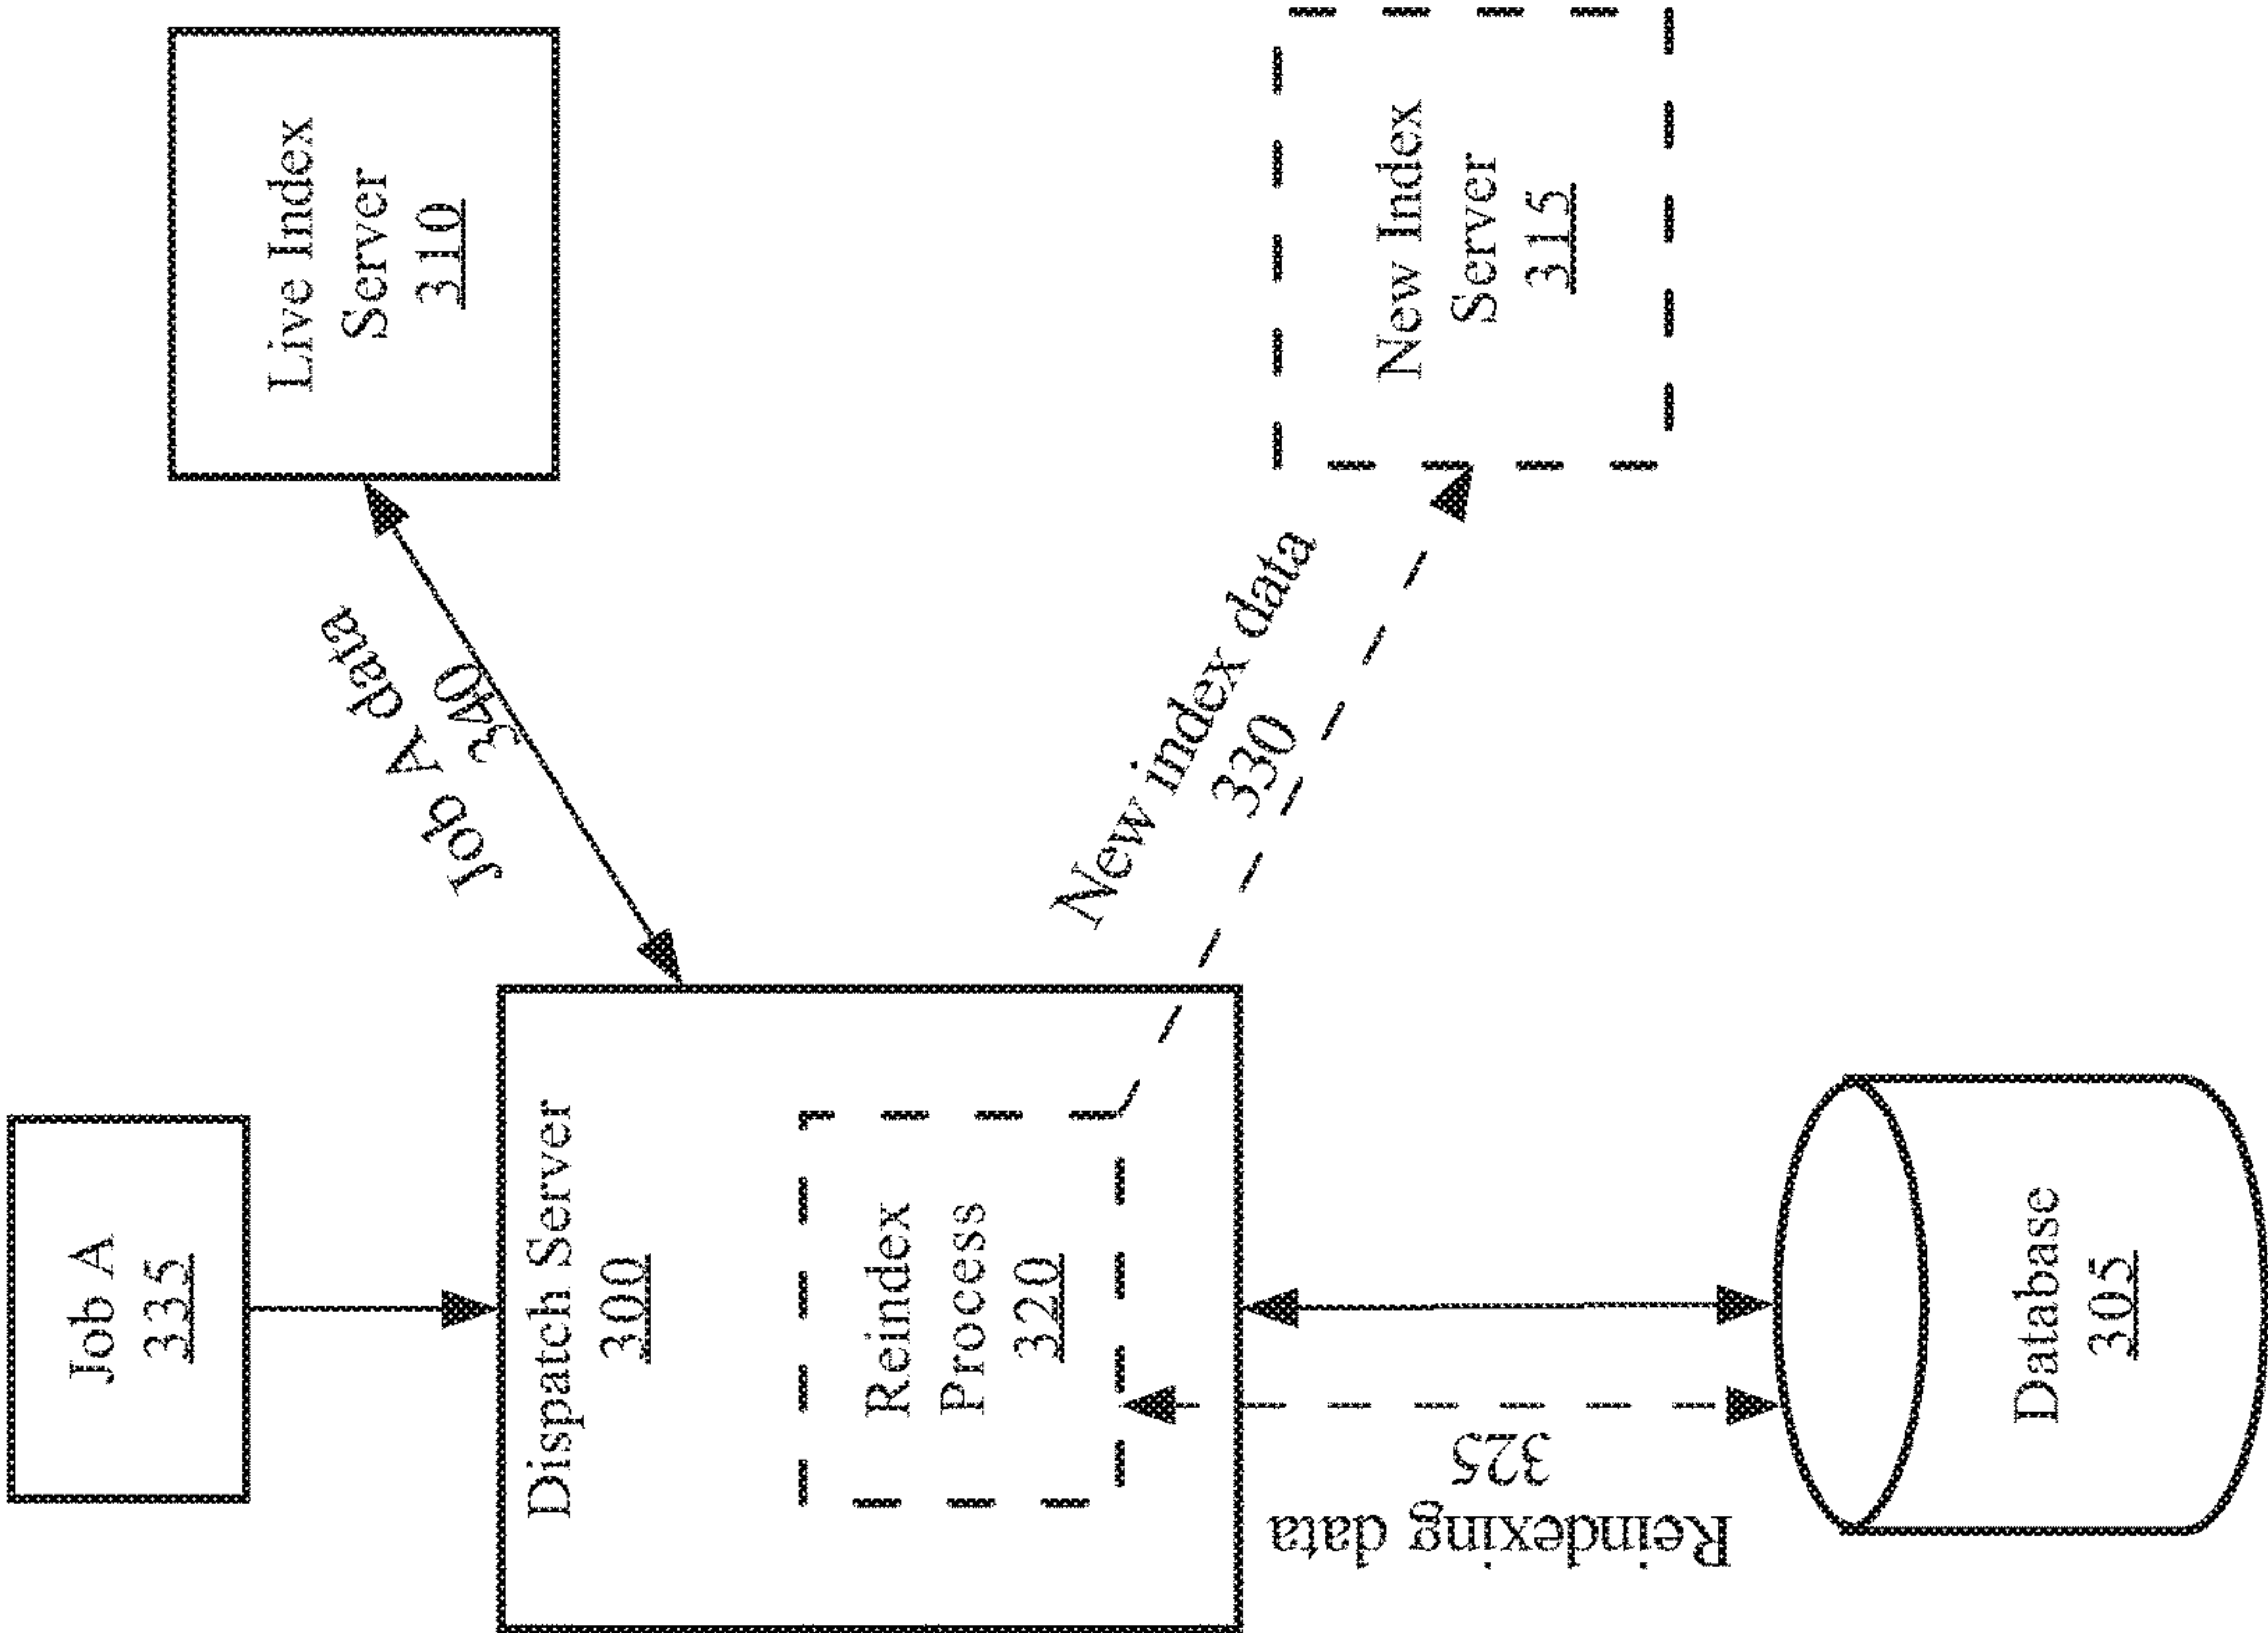 Job A
335
Dispatch Server
300
Reindex
Process
320
Job A data
340
Live Index
Server
310
New index data
330
New Index
Server
315
Reindexing data
325
Database
305